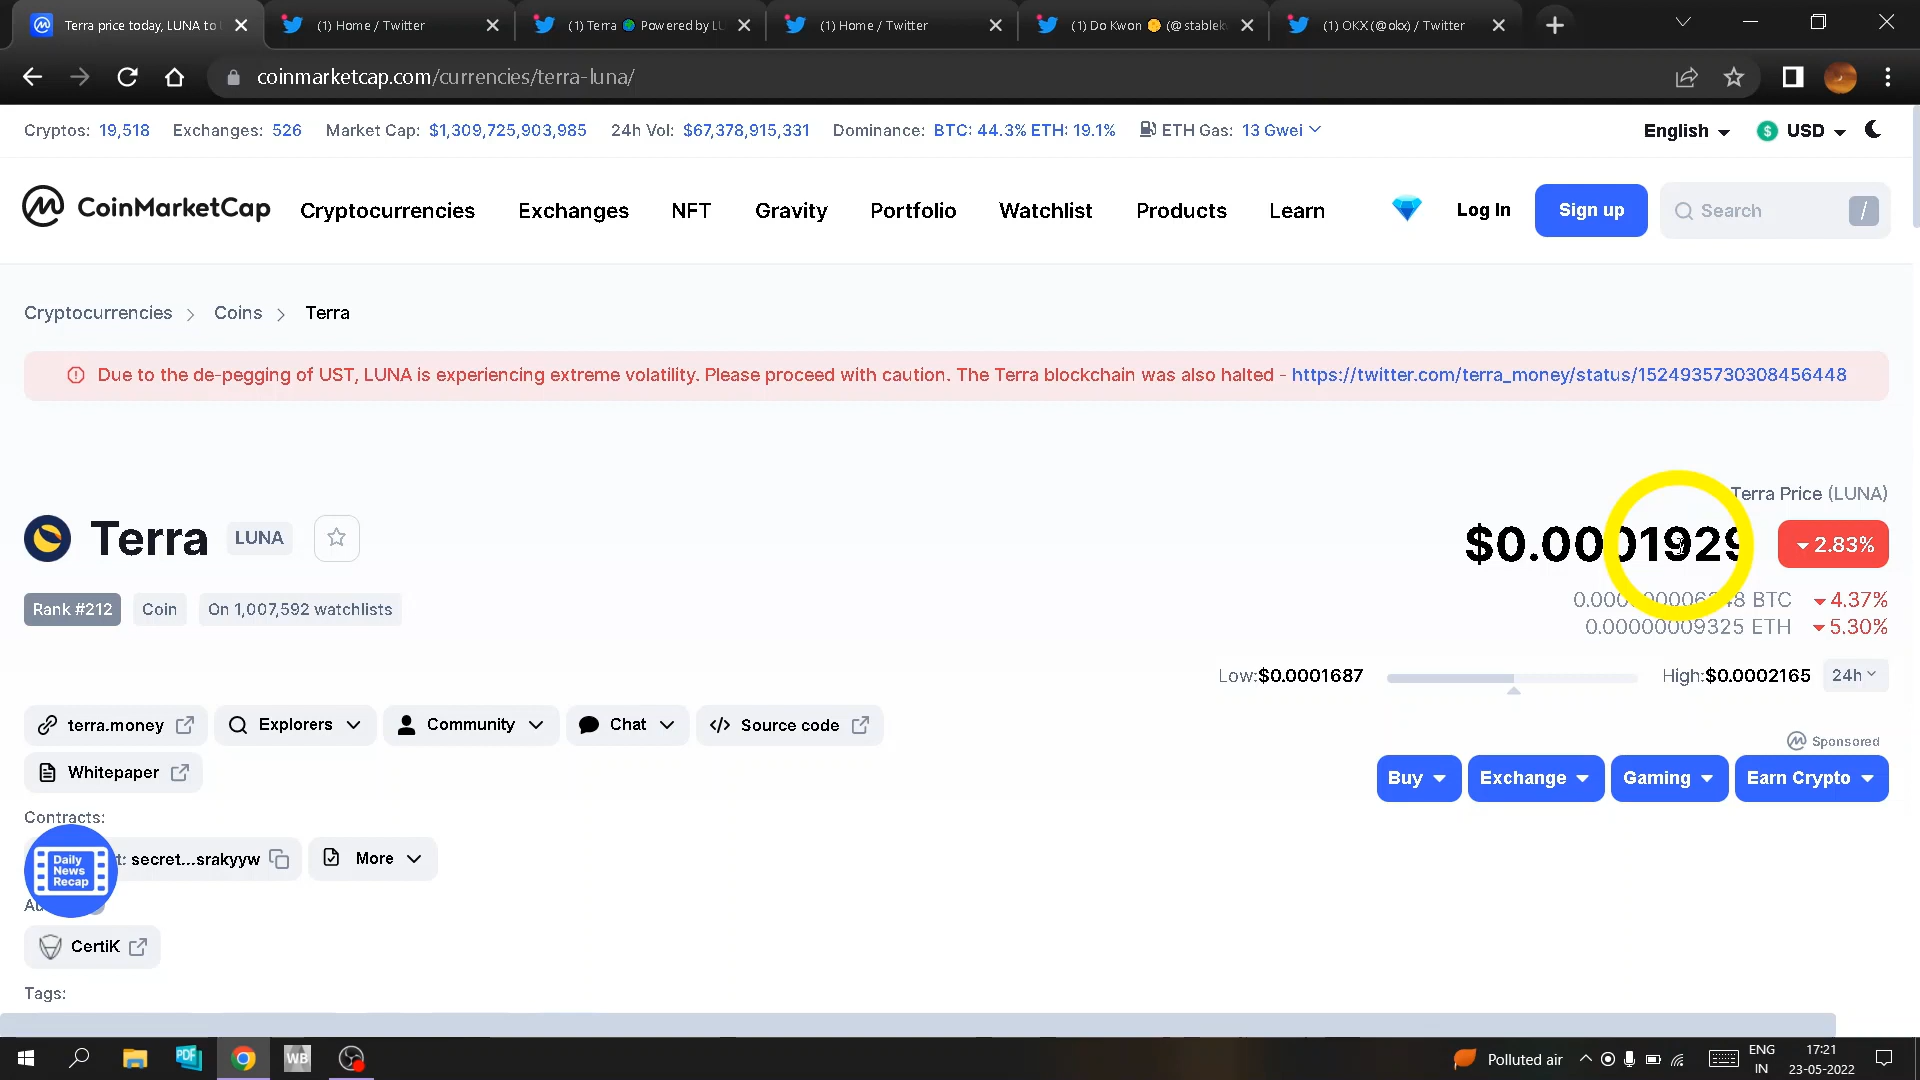 Terra price today, LUNA to
(1) Home / Twitter
(1) Terra Powered by LU
(1) Home / Twitter
(1) Do Kwon (@stablekw
(1) OKX (@okx) / Twitter
coinmarketcap.com/currencies/terra-luna/
Cryptos: 19,518 Exchanges: 526 Market Cap: $1,309,725,903,985 24h Vol: $67,378,915,331 Dominance: BTC: 44.3% ETH: 19.1% ETH Gas: 13 Gwei
English
$ USD
CoinMarketCap
Cryptocurrencies Exchanges NFT Gravity Portfolio Watchlist Products Learn
Log In
Sign up
Search /
Cryptocurrencies > Coins > Terra
Due to the de-pegging of UST, LUNA is experiencing extreme volatility. Please proceed with caution. The Terra blockchain was also halted - https://twitter.com/terra_money/status/1524935730308456448
Terra LUNA
Rank #212 Coin On 1,007,592 watchlists
Terra Price (LUNA)
$0.0001929 2.83%
BTC 4.37%
0.00000009325 ETH 5.30%
Low:$0.0001687 High:$0.0002165 24h
terra.money Explorers Community Chat </> Source code
Whitepaper
Sponsored
Buy Exchange Gaming Earn Crypto
Contracts:
t: secret...srakyyw
More
Daily
News
Recap
CertiK
Tags:
PDF
WB
Polluted air
ENG
IN
17:21
23-05-2022